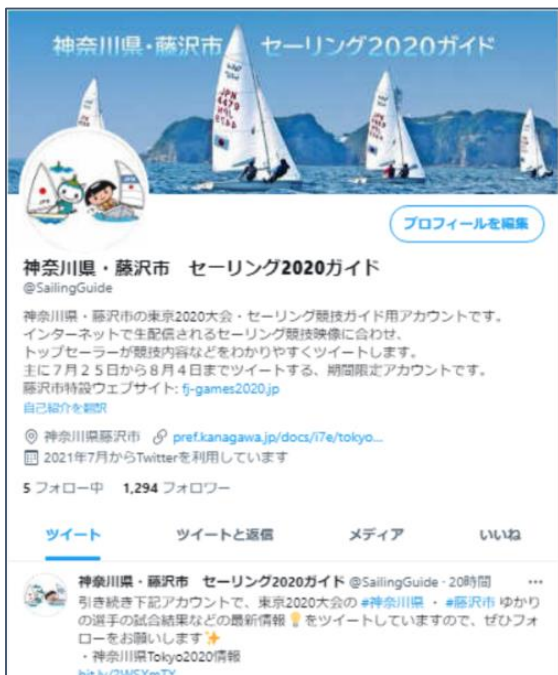 神奈川県・藤沢市 セーリング2020ガイド
プロフィールを編集
神奈川県・藤沢市 セーリング2020ガイド
@SailingGuide
神奈川県・藤沢市の東京2020大会・セーリング競技ガイド用アカウントです。
インターネットで生配信されるセーリング競技映像に合わせ、
トップセーラーが競技内容などをわかりやすくツイートします。
主に７月２５日から８月４日までツイートする、期間限定アカウントです。
藤沢市特設ウェブサイト: fj-games2020.jp
自己紹介を翻訳
神奈川県藤沢市 pref.kanagawa.jp/docs/i7e/tokyo...
2021年7月からTwitterを利用しています
5 フォロー中 1,294 フォロワー
ツイート ツイートと返信 メディア いいね
神奈川県・藤沢市 セーリング2020ガイド @SailingGuide・20時間 …
引き続き下記アカウントで、東京2020大会の #神奈川県 ・ #藤沢市 ゆかり
の選手の試合結果などの最新情報💡をツイートしていますので、ぜひフォ
ローをお願いします✨
・神奈川県Tokyo2020情報